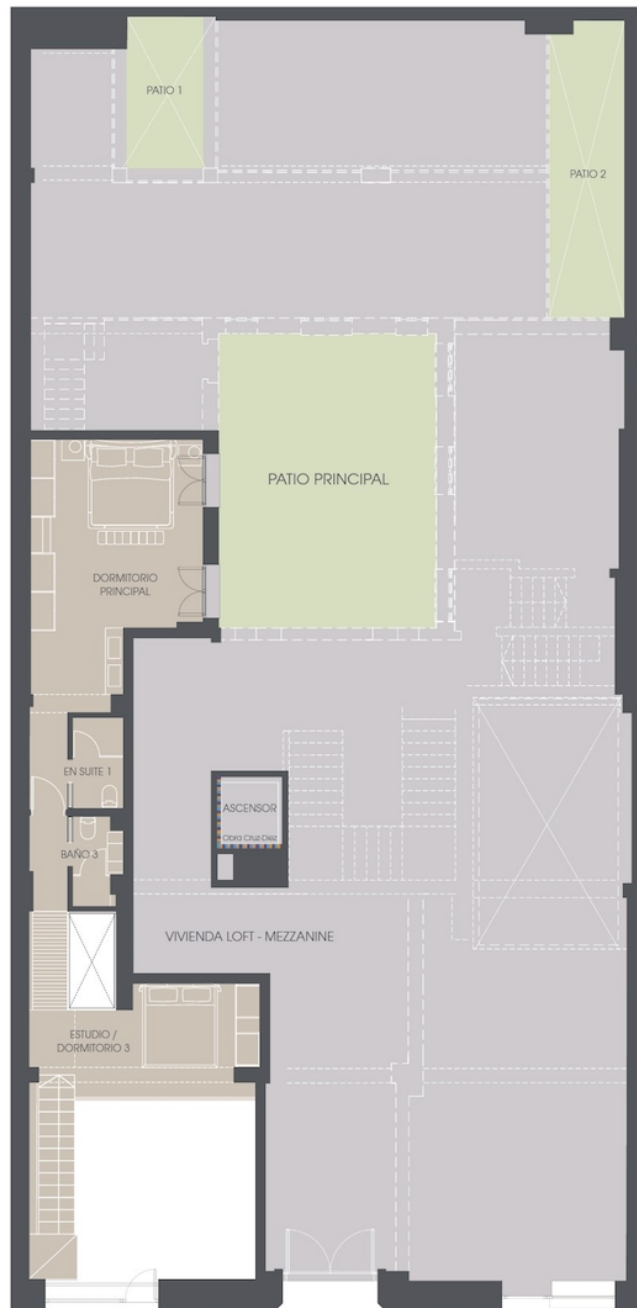 PATIO 1
PATIO 2
PATIO PRINCIPAL
DORMITORIO
PRINCIPAL
EN SUITE 1
ASCENSOR
Obra Cruz-Diez
BAÑO 3
VIVIENDA LOFT - MEZZANINE
ESTUDIO /
DORMITORIO 3